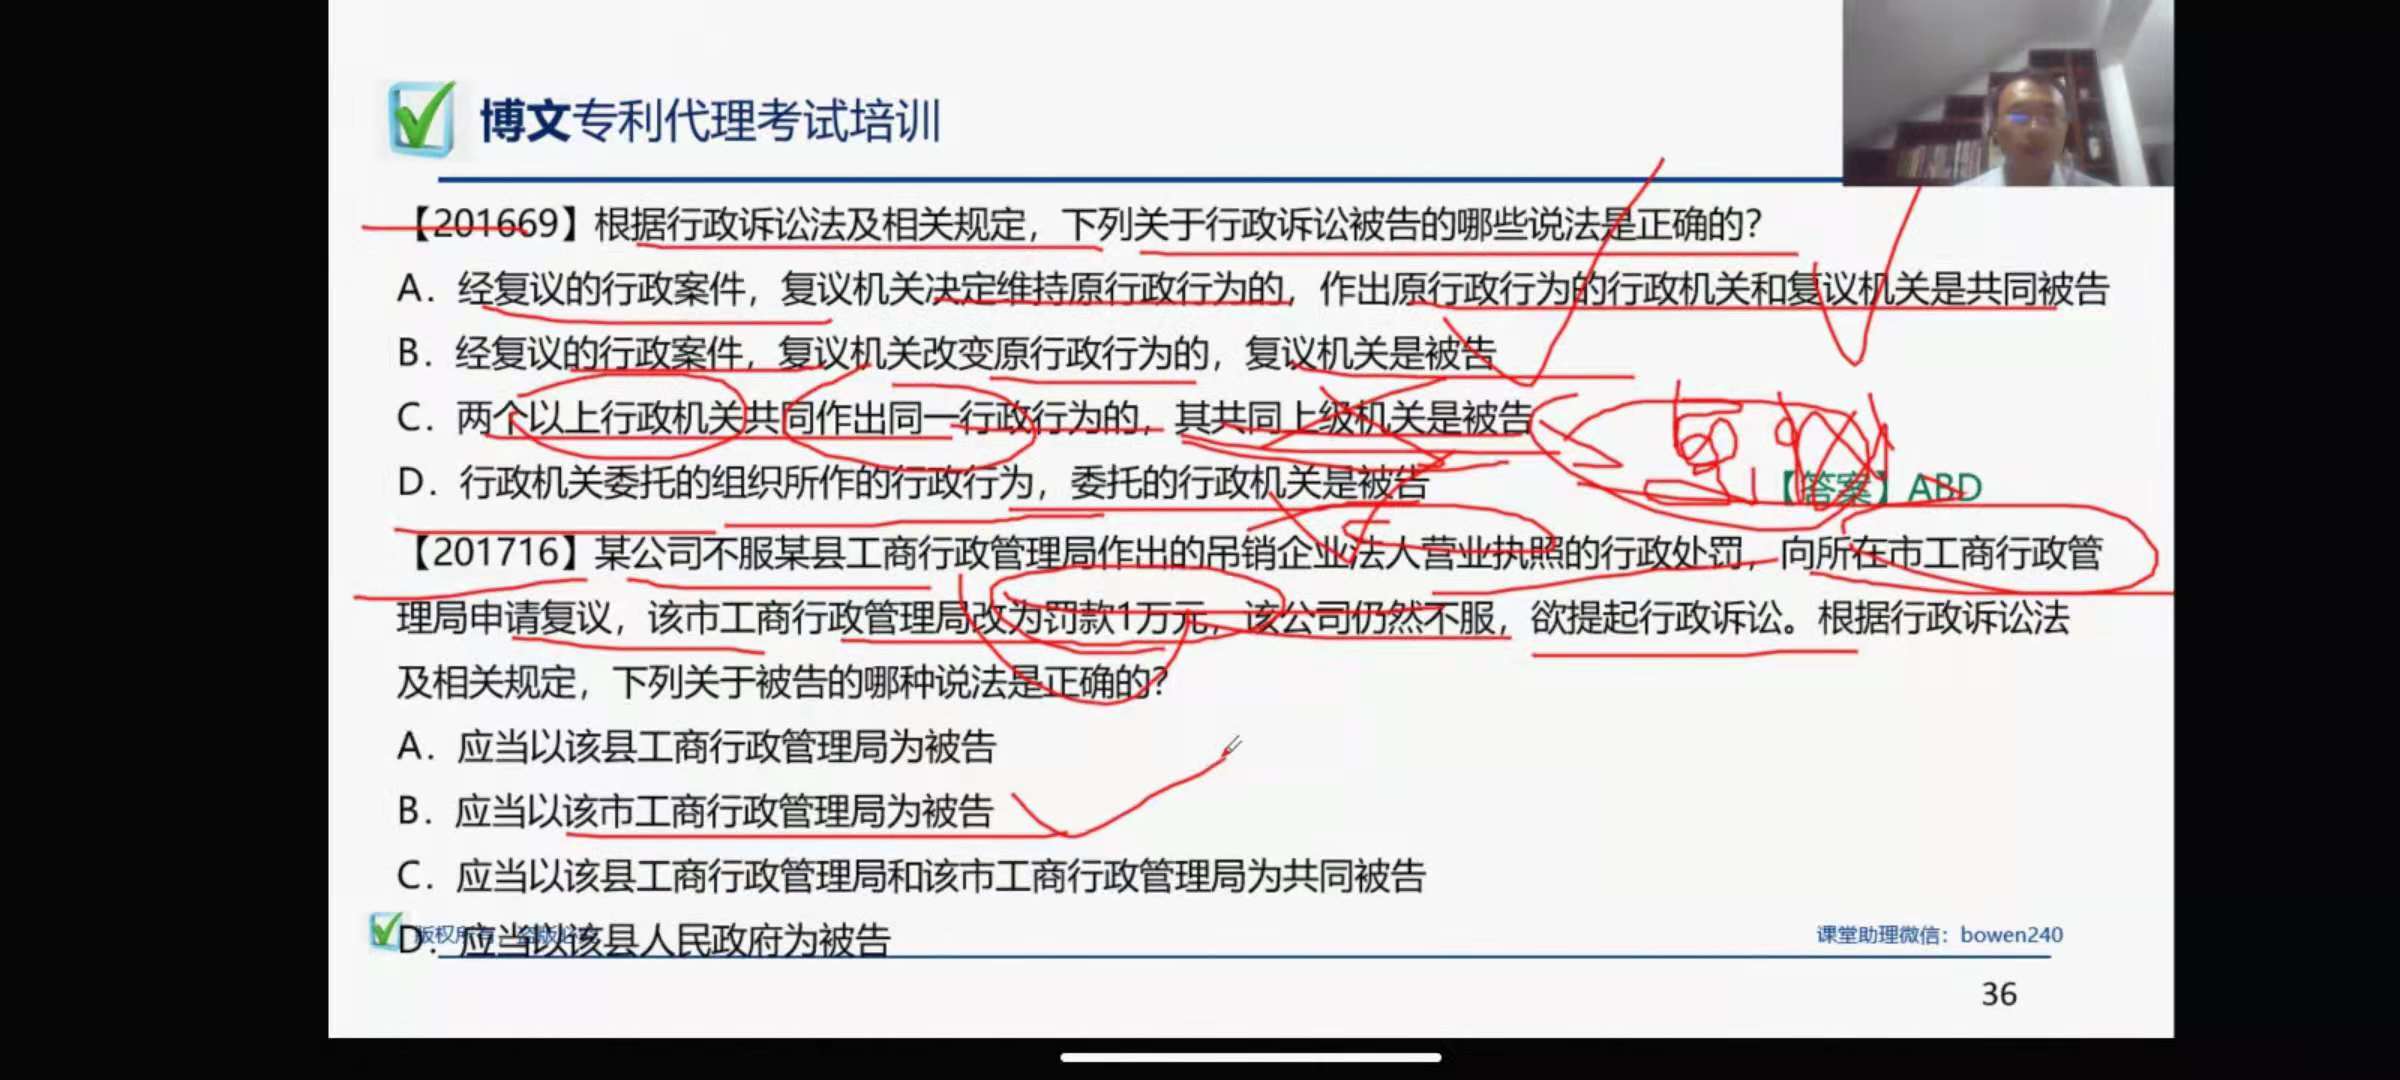 博文专利代理考试培训
【201669】根据行政诉讼法及相关规定，下列关于行政诉讼被告的哪些说法是正确的？
A．经复议的行政案件，复议机关决定维持原行政行为的，作出原行政行为的行政机关和复议机关是共同被告
B．经复议的行政案件，复议机关改变原行政行为的，复议机关是被告
C．两个以上行政机关共同作出同一行政行为的，其共同上级机关是被告
D．行政机关委托的组织所作的行政行为，委托的行政机关是被告
【答案】ABD
【201716】某公司不服某县工商行政管理局作出的吊销企业法人营业执照的行政处罚，向所在市工商行政管
理局申请复议，该市工商行政管理局改为罚款1万元，该公司仍然不服，欲提起行政诉讼。根据行政诉讼法
及相关规定，下列关于被告的哪种说法是正确的？
A．应当以该县工商行政管理局为被告
B．应当以该市工商行政管理局为被告
C．应当以该县工商行政管理局和该市工商行政管理局为共同被告
D．应当以该县人民政府为被告
版权所
课堂助理微信：bowen240
36